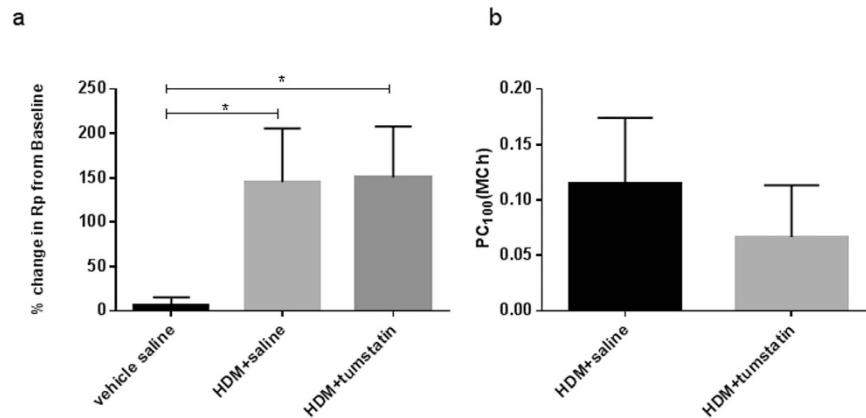 a
b
% change in Rp from Baseline
250
200
150
100
50
0
*
*
vehicle saline
HDM+saline
HDM+tumstatin
PC100(MCh)
0.20
0.15
0.10
0.05
0.00
HDM+saline
HDM+tumstatin